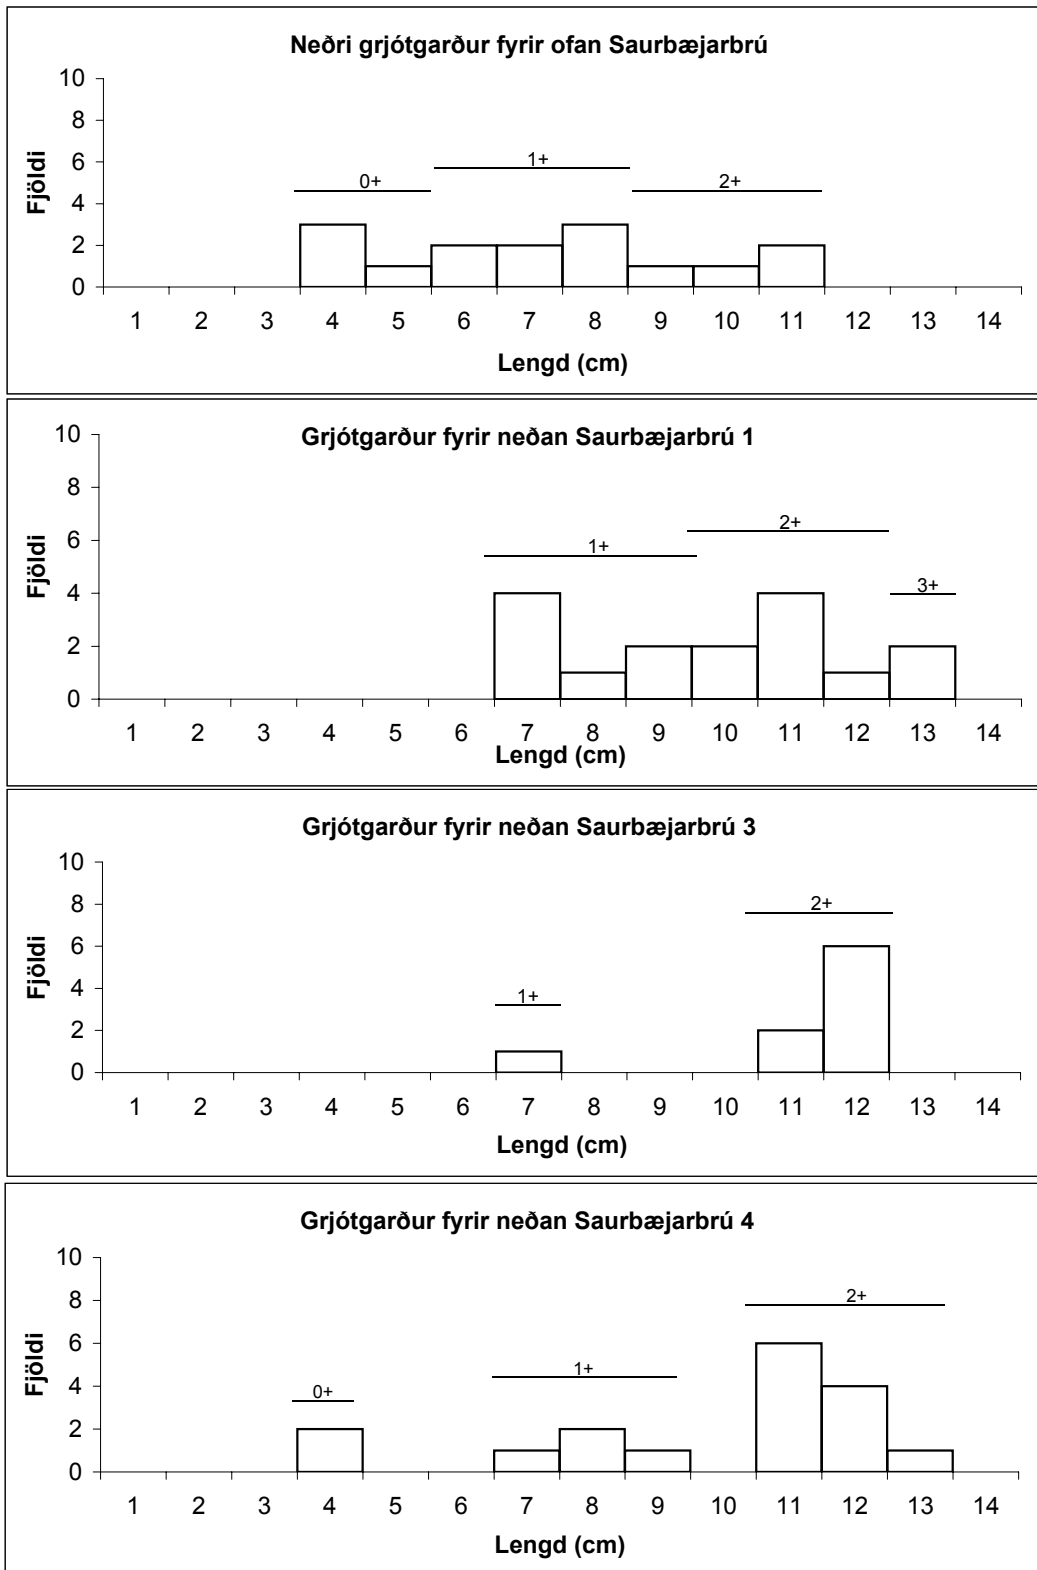 Neðri grjótgarður fyrir ofan Saurbæjarbrú
10
8
6
4
2
0
Fjöldi
0+
1+
2+
1 2 3 4 5 6 7 8 9 10 11 12 13 14
Lengd (cm)
Grjótgarður fyrir neðan Saurbæjarbrú 1
10
8
6
4
2
0
Fjöldi
1+
2+
3+
1 2 3 4 5 6 7 8 9 10 11 12 13 14
Lengd (cm)
Grjótgarður fyrir neðan Saurbæjarbrú 3
10
8
6
4
2
0
Fjöldi
1+
2+
1 2 3 4 5 6 7 8 9 10 11 12 13 14
Lengd (cm)
Grjótgarður fyrir neðan Saurbæjarbrú 4
10
8
6
4
2
0
Fjöldi
0+
1+
2+
1 2 3 4 5 6 7 8 9 10 11 12 13 14
Lengd (cm)